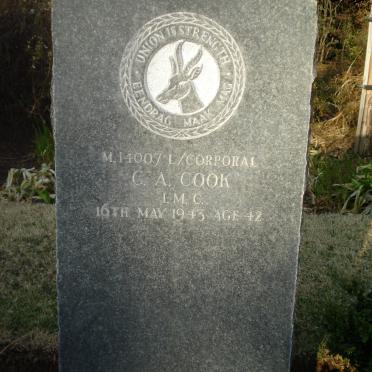 UNION IS STRENGTH
EENDRAG MAAK MAG
M.14007 L/CORPORAL
C. A. COOK
I.M.C.
16TH MAY 1943 AGE 42